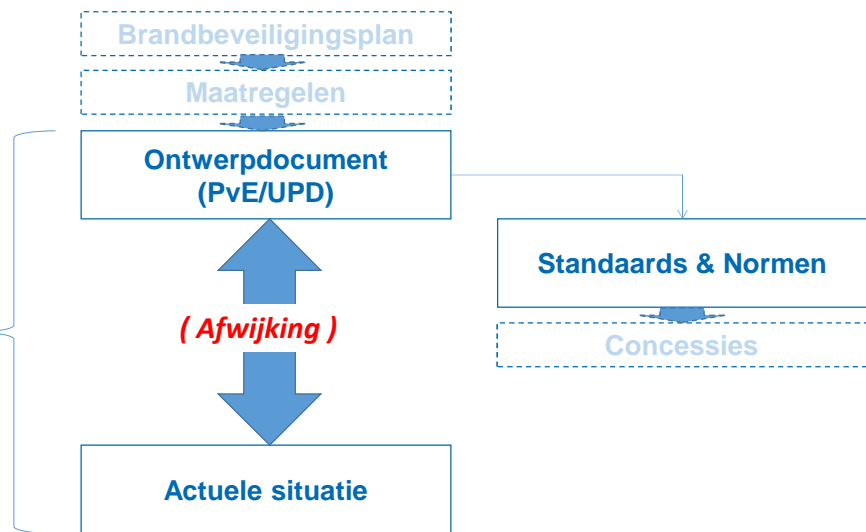 Brandbeveiligingsplan
Maatregelen
Ontwerpdocument
(PvE/UPD)
Standaards & Normen
( Afwijking )
Concessies
Actuele situatie